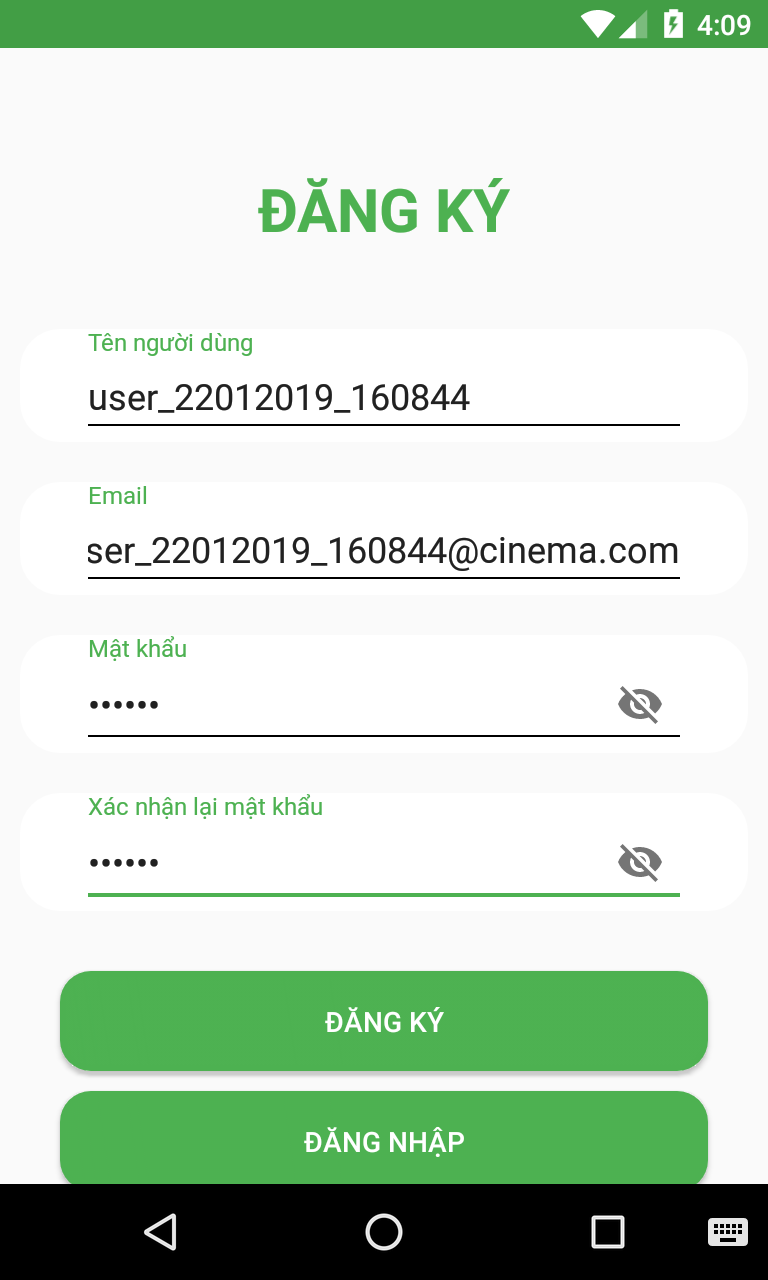 4:09
ĐĂNG KÝ
Tên người dùng
user_22012019_160844
Email
ser_22012019_160844@cinema.com
Mật khẩu
••••••
Xác nhận lại mật khẩu
••••••
ĐĂNG KÝ
ĐĂNG NHẬP